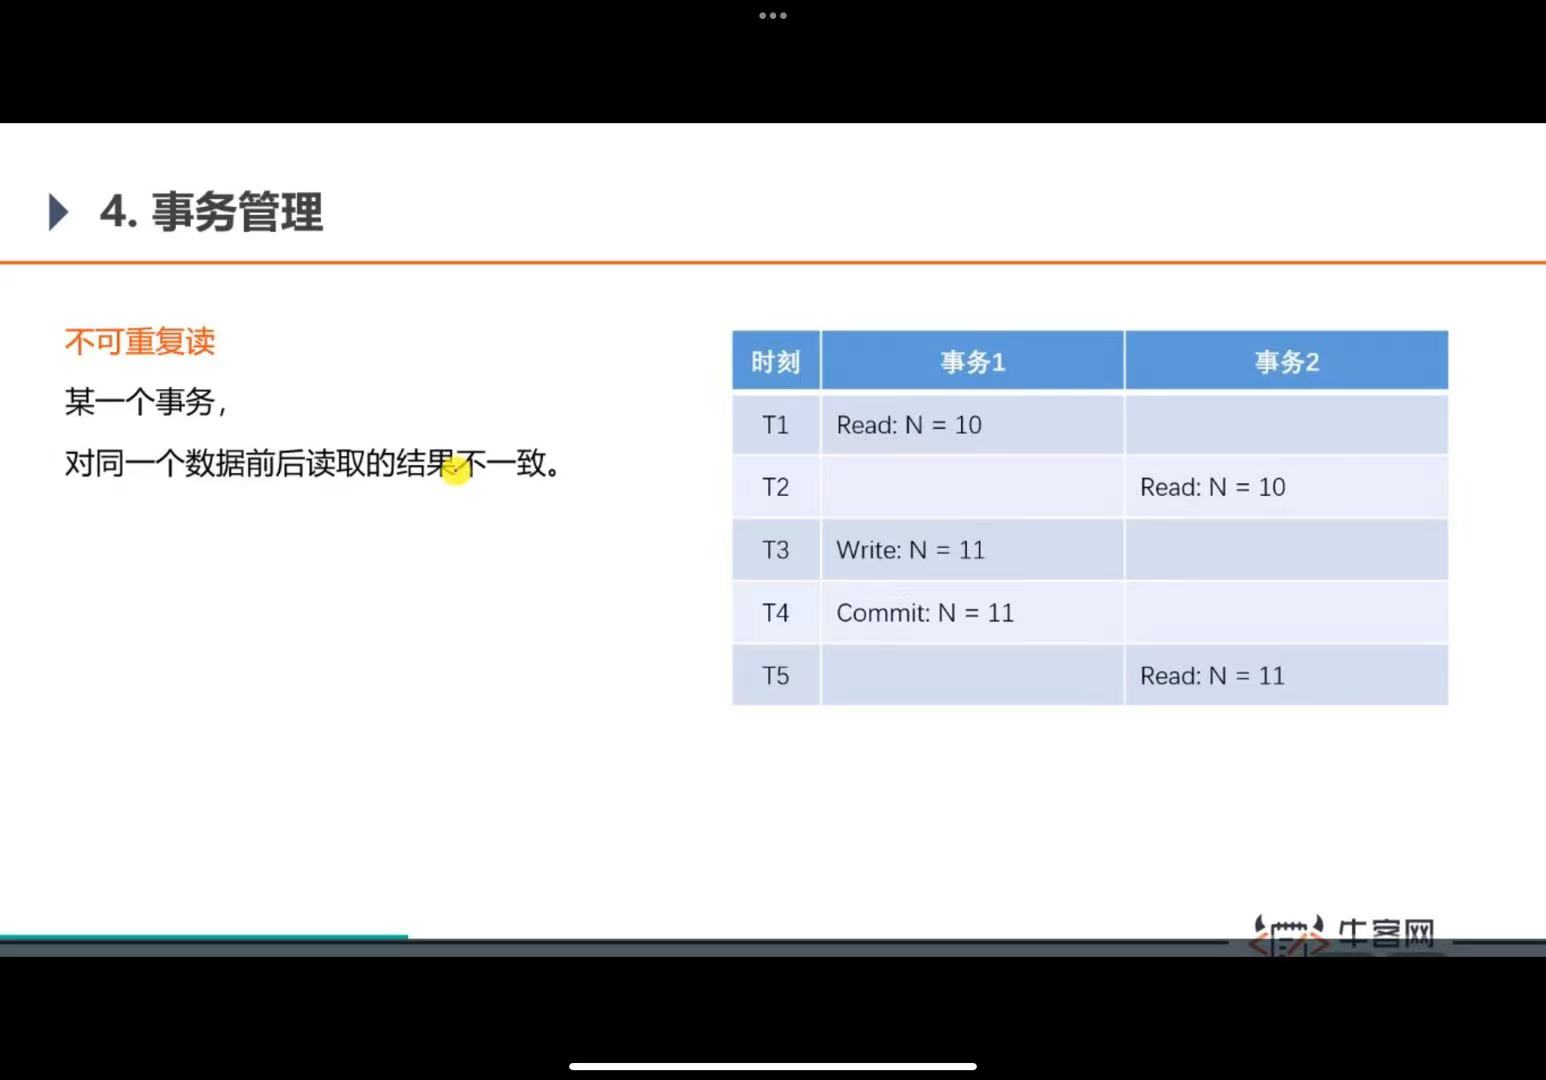 4. 事务管理
不可重复读
某一个事务,
对同一个数据前后读取的结果不一致。
时刻 事务1 事务2
T1 Read: N = 10
T2 Read: N = 10
T3 Write: N = 11
T4 Commit: N = 11
T5 Read: N = 11
牛客网